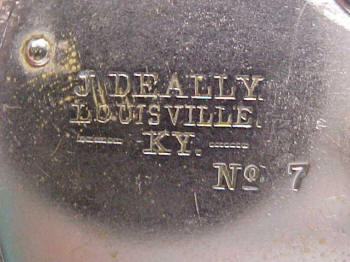 J. DEALLY
LOUISVILLE.
— KY. —
Nº 7